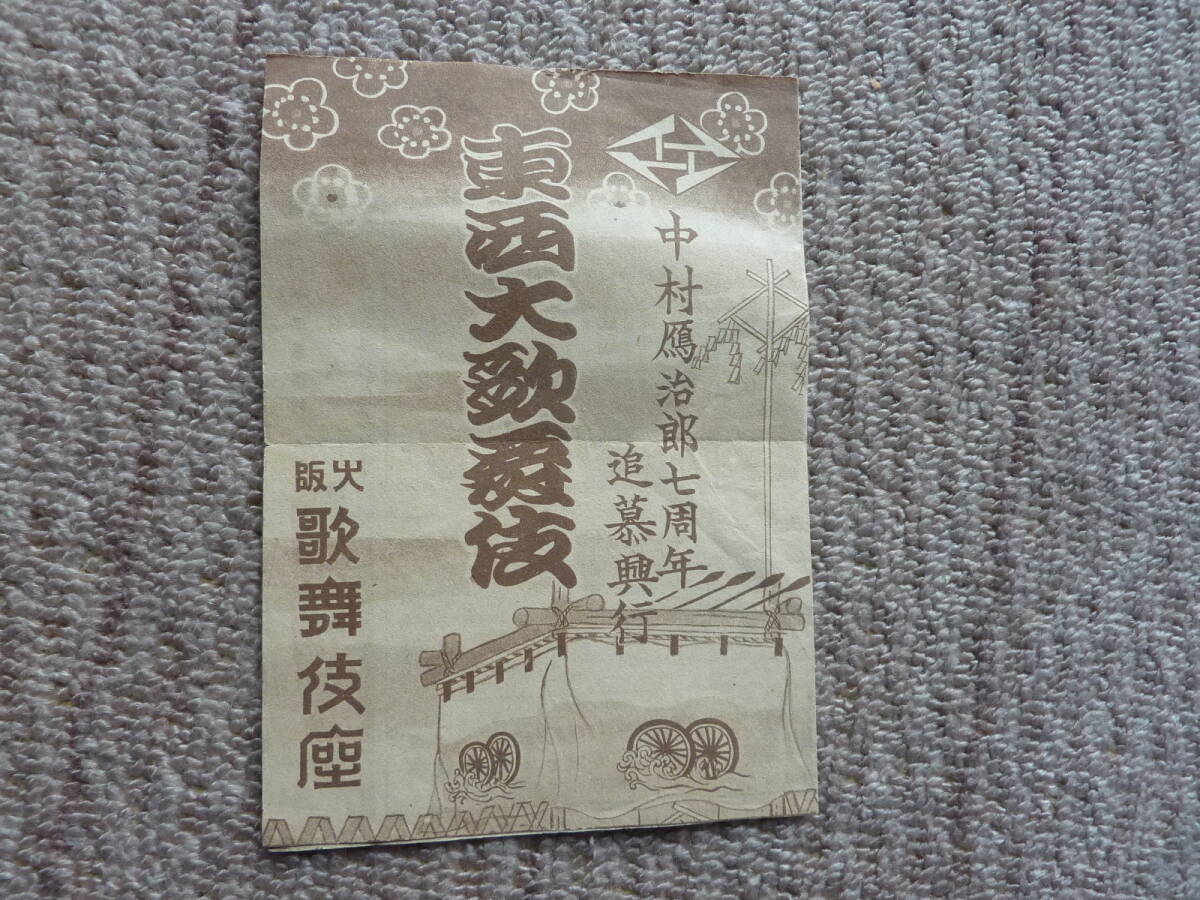 中村鴈治郎七周年
追慕興行
東西大歌舞伎
大阪
歌舞伎座